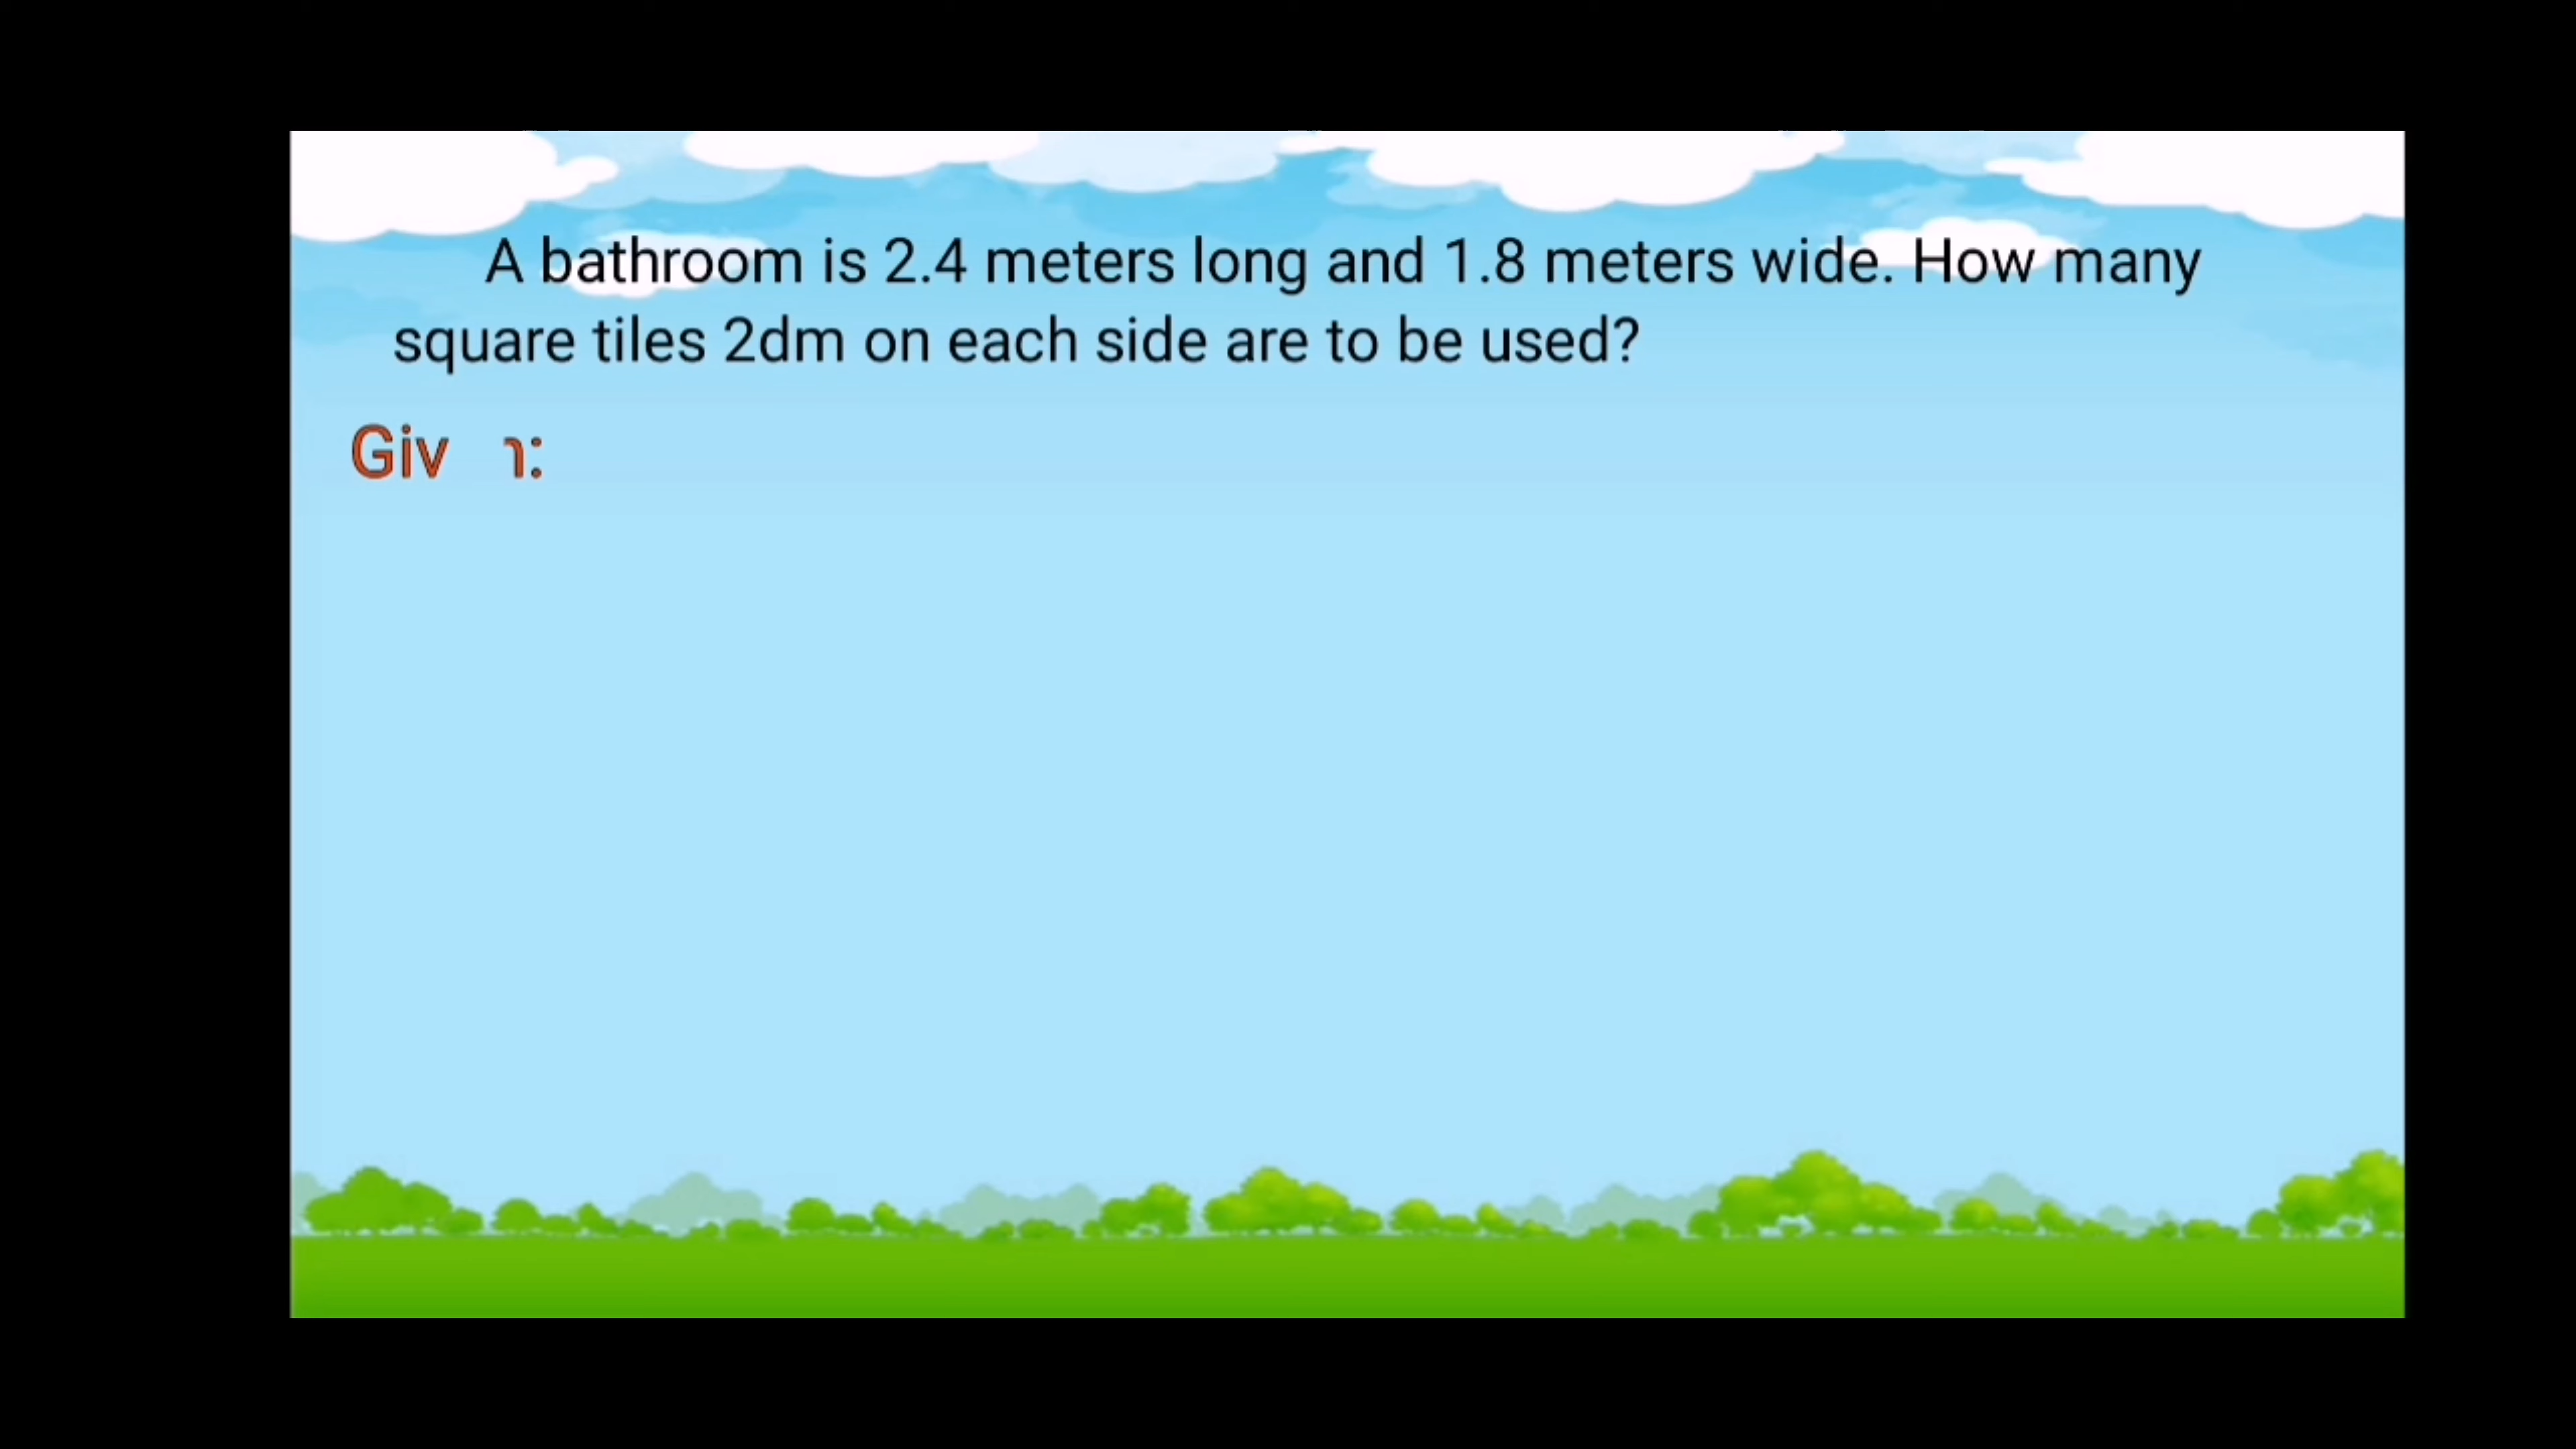 A bathroom is 2.4 meters long and 1.8 meters wide. How many
square tiles 2dm on each side are to be used?